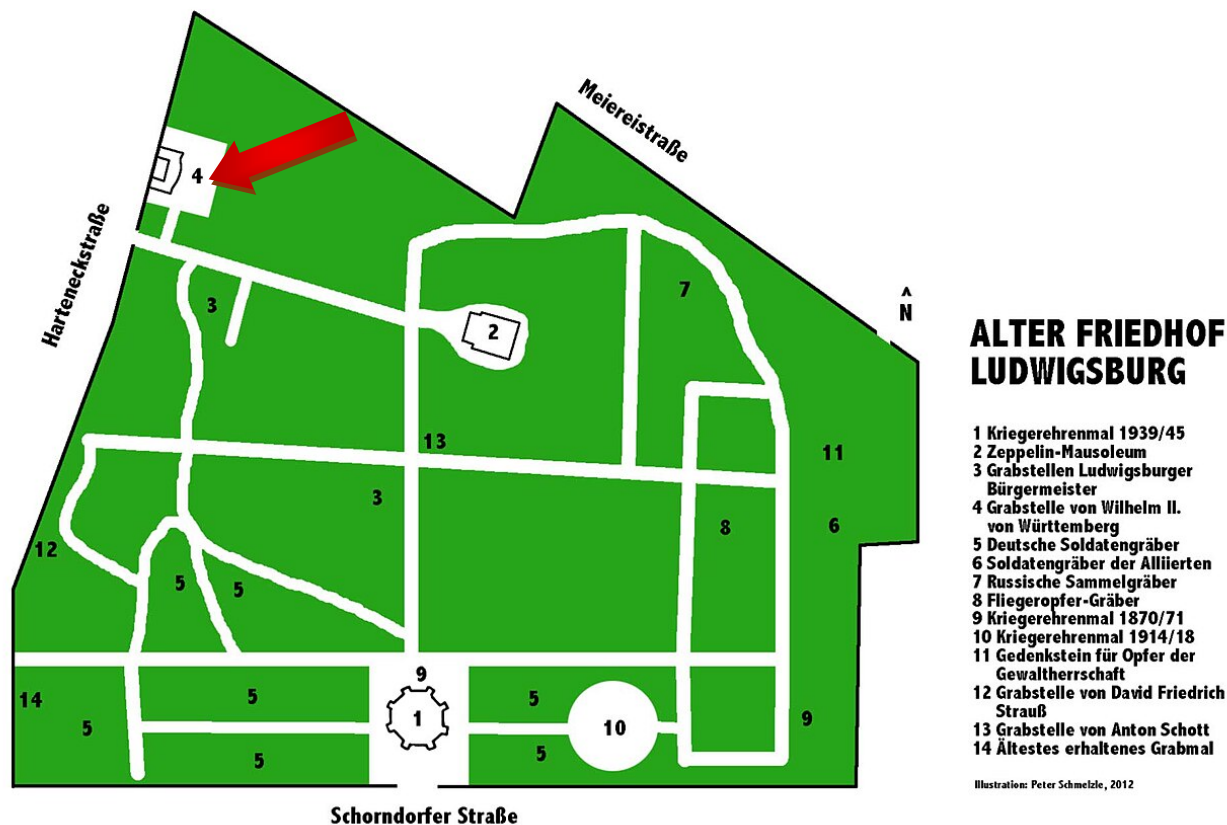 Meiereistraße
4
Harteneckstraße
7
^
N
3
2
ALTER FRIEDHOF
LUDWIGSBURG
13
11
3
8
6
12
5
5
9
14
5
5
1
10
9
5
5
5
Schorndorfer Straße
1 Kriegerehrenmal 1939/45
2 Zeppelin-Mausoleum
3 Grabstellen Ludwigsburger
Bürgermeister
4 Grabstelle von Wilhelm II.
von Württemberg
5 Deutsche Soldatengräber
6 Soldatengräber der Alliierten
7 Russische Sammelgräber
8 Fliegeropfer-Gräber
9 Kriegerehrenmal 1870/71
10 Kriegerehrenmal 1914/18
11 Gedenkstein für Opfer der
Gewaltherrschaft
12 Grabstelle von David Friedrich
Strauß
13 Grabstelle von Anton Schott
14 Ältestes erhaltenes Grabmal
Illustration: Peter Schmelzle, 2012